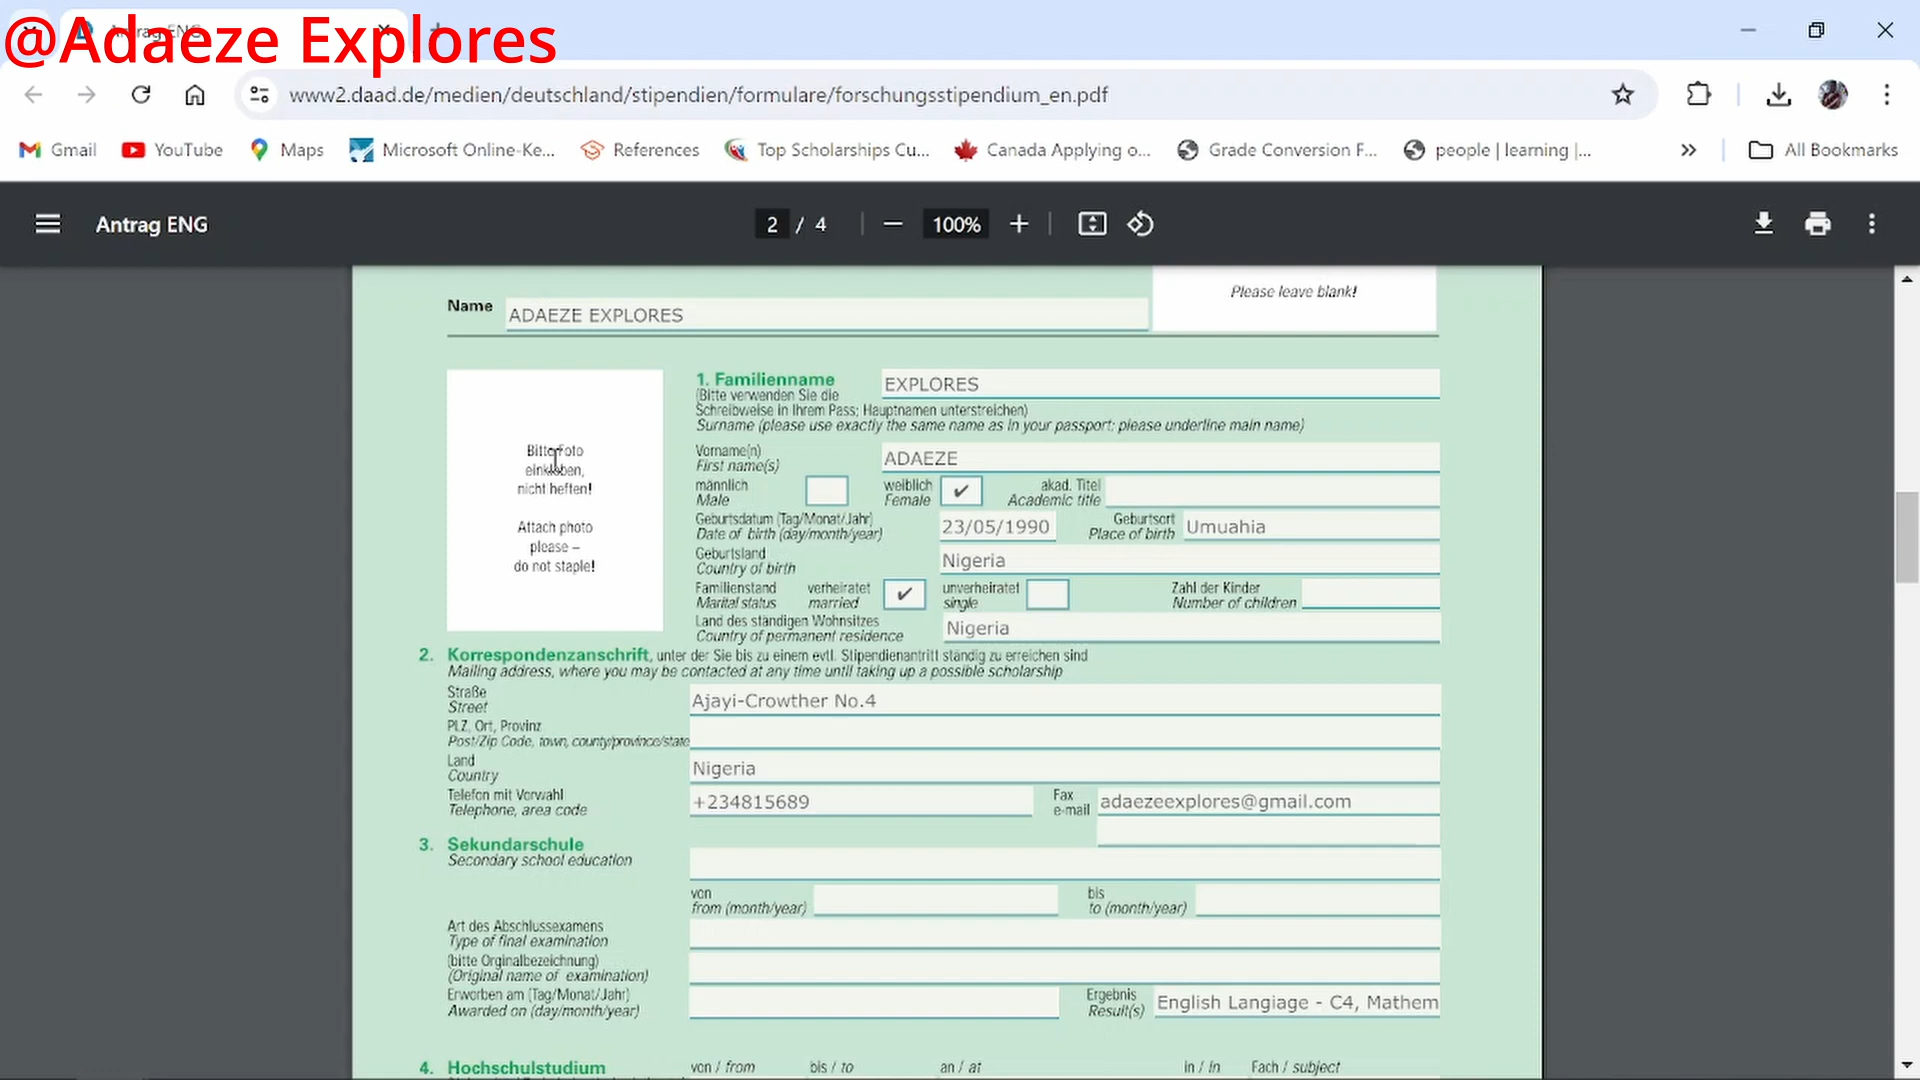 @Adaeze Explores
www2.daad.de/medien/deutschland/stipendien/formulare/forschungsstipendium_en.pdf
Gmail YouTube Maps Microsoft Online-Ke... References Top Scholarships Cu... Canada Applying o... Grade Conversion F... people | learning |... » All Bookmarks
Antrag ENG 2 / 4 100%
Please leave blank!
Name ADAEZE EXPLORES
1. Familienname EXPLORES
(Bitte verwenden Sie die
Schreibweise in Ihrem Pass; Hauptnamen unterstreichen)
Surname (please use exactly the same name as in your passport; please underline main name)
Bitte Foto
einkleben,
nicht heften!
Attach photo
please –
do not staple!
Vorname(n)
First name(s) ADAEZE
männlich weiblich akad. Titel
Male Female ✔ Academic title
Geburtsdatum (Tag/Monat/Jahr) Geburtsort
Date of birth (day/month/year) 23/05/1990 Place of birth Umuahia
Geburtsland
Country of birth Nigeria
Familienstand verheiratet unverheiratet Zahl der Kinder
Marital status married ✔ single Number of children
Land des ständigen Wohnsitzes
Country of permanent residence Nigeria
2. Korrespondenzanschrift, unter der Sie bis zu einem evtl. Stipendienantritt ständig zu erreichen sind
Mailing address, where you may be contacted at any time until taking up a possible scholarship
Straße
Street Ajayi-Crowther No.4
PLZ, Ort, Provinz
Post/Zip Code, town, county/province/state
Land
Country Nigeria
Telefon mit Vorwahl Fax
Telephone, area code +234815689 e-mail adaezeexplores@gmail.com
3. Sekundarschule
Secondary school education
von bis
from (month/year) to (month/year)
Art des Abschlussexamens
Type of final examination
(bitte Orginalbezeichnung)
(Original name of examination)
Erworben am (Tag/Monat/Jahr) Ergebnis
Awarded on (day/month/year) Result(s) English Langiage - C4, Mathem
4. Hochschulstudium von / from bis / to an / at in / in Fach / subject